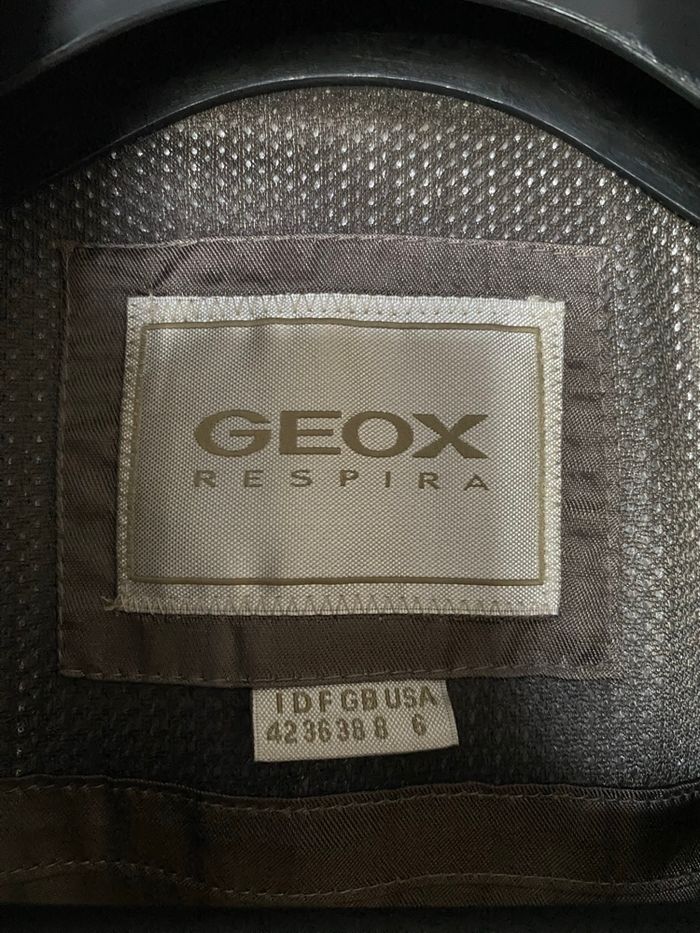 GEOX
RESPIRA
I D F GB USA
42 36 38 8 6